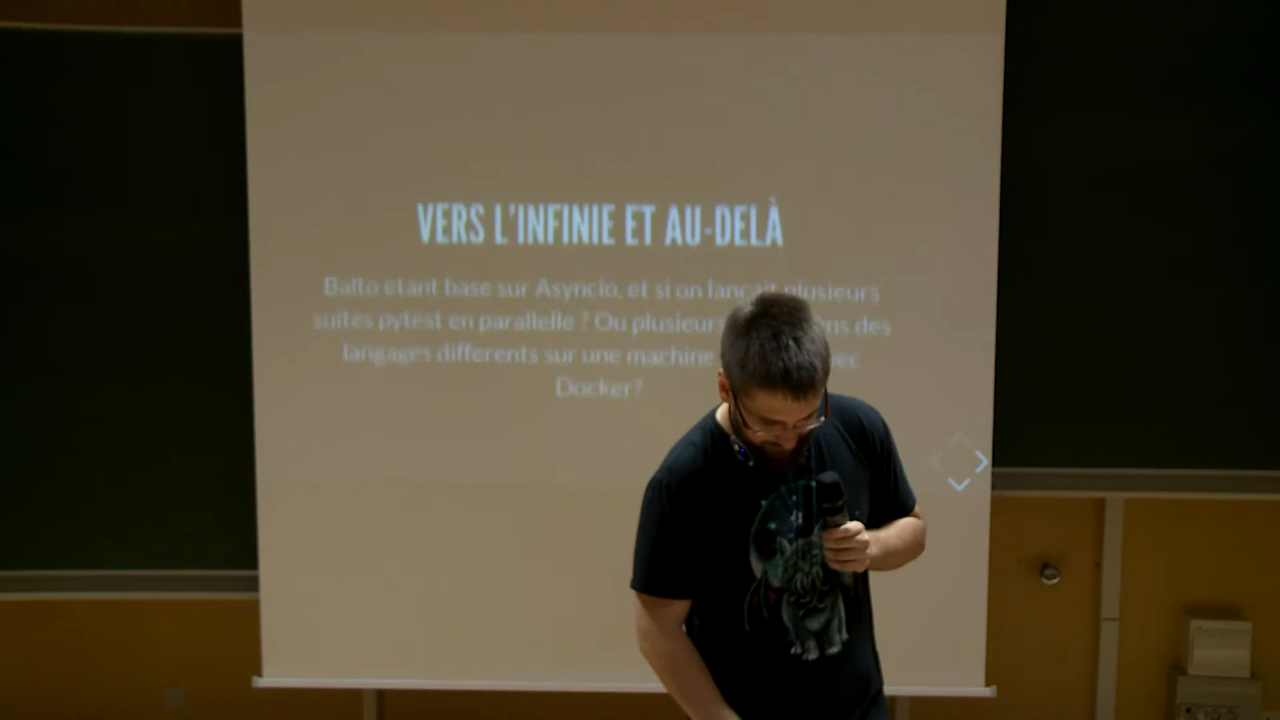 VERS L'INFINIE ET AU-DELÀ
Balto etant base sur Asyncio, et si on lançait plusieurs
suites pytest en parallelle ? Ou plusieurs des
langages differents sur une machine
Docker?